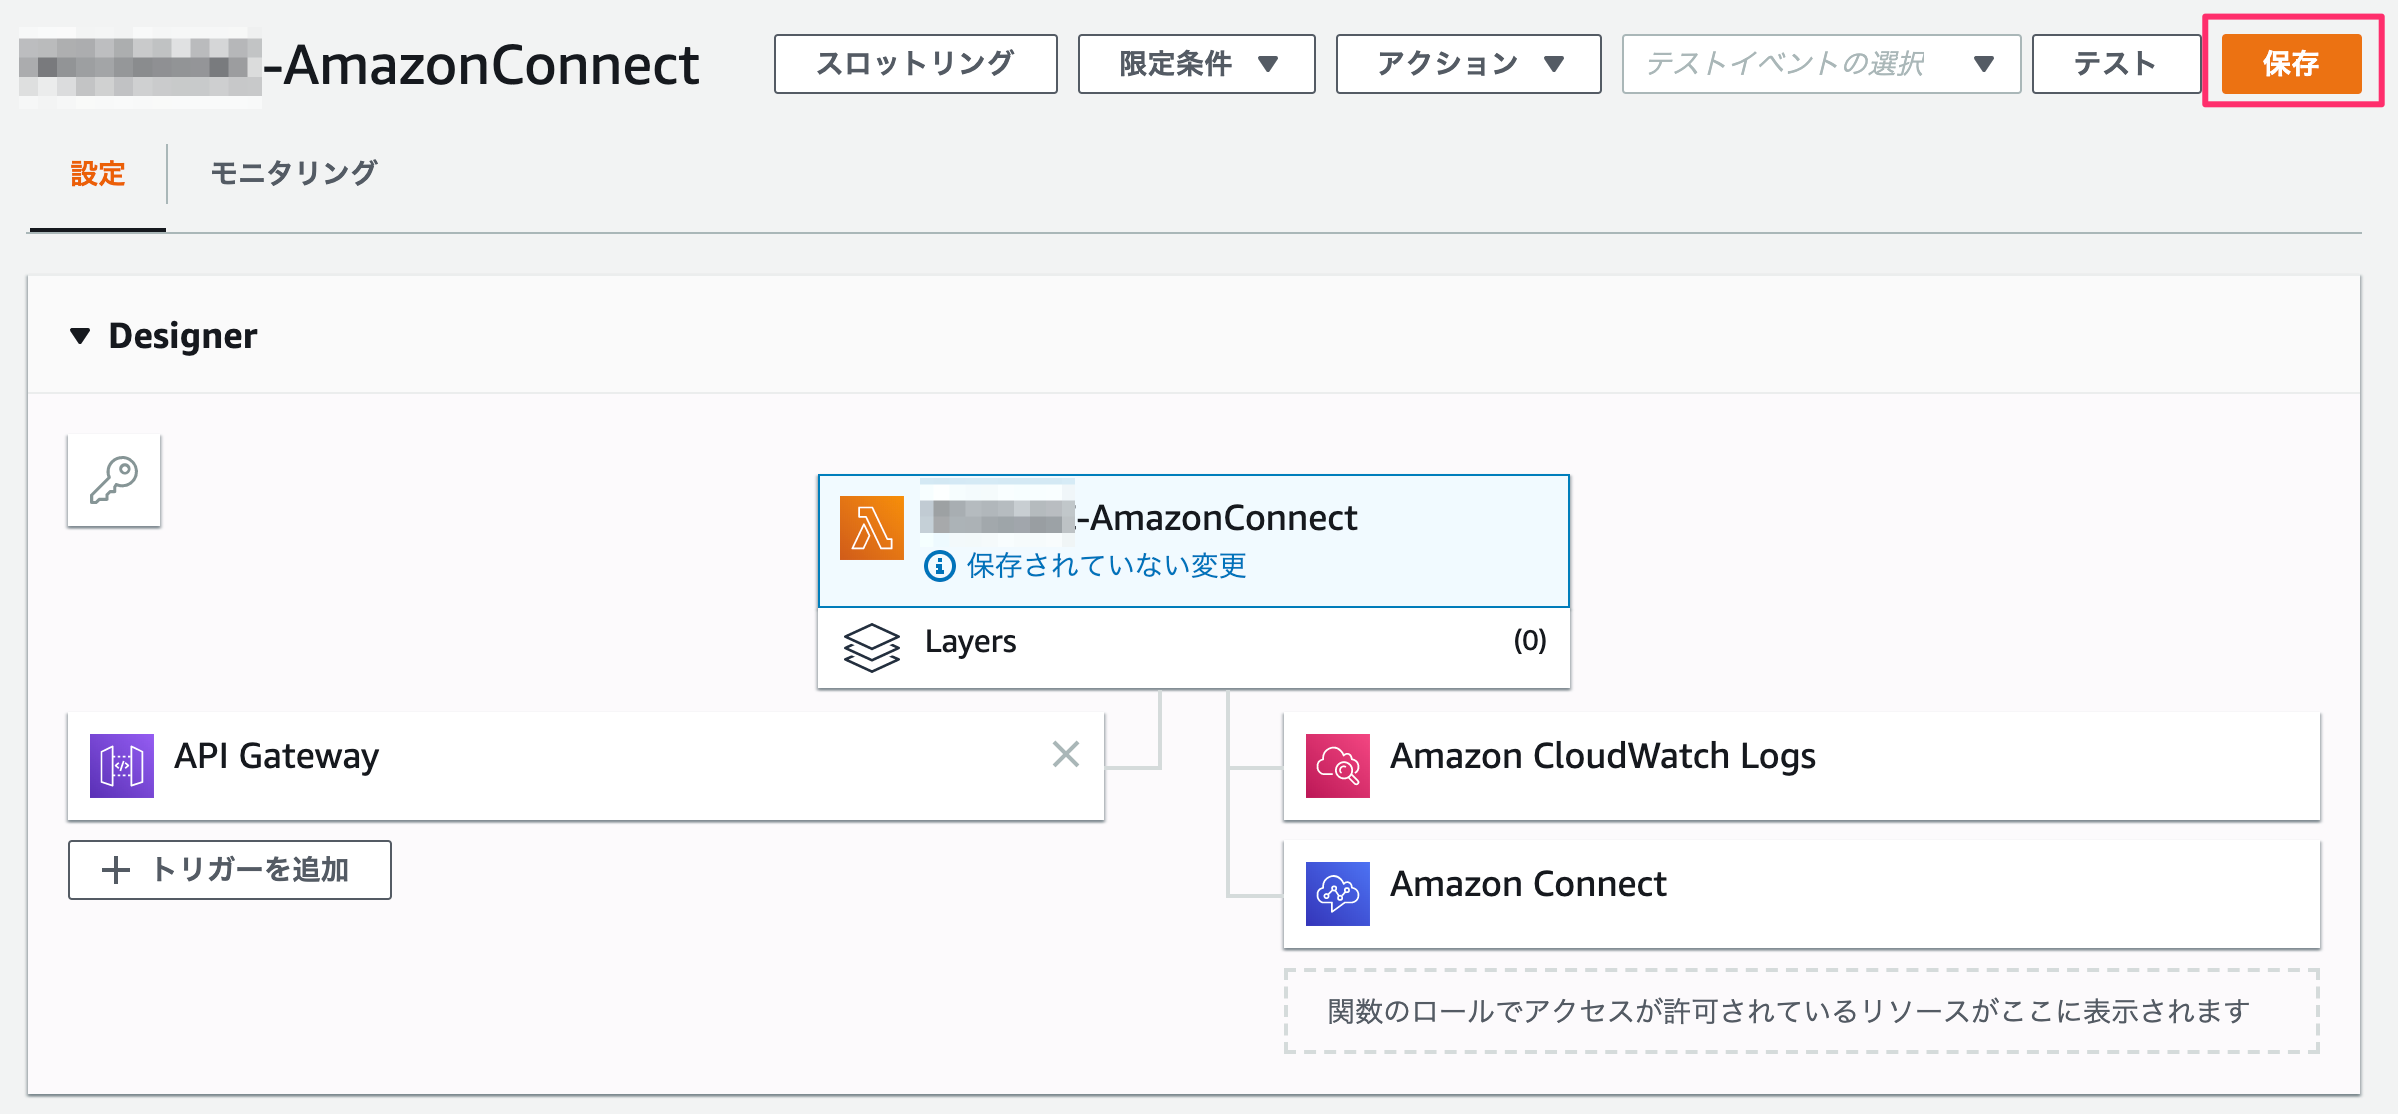 -AmazonConnect
スロットリング
限定条件
アクション
テストイベントの選択
テスト
保存
設定
モニタリング
Designer
-AmazonConnect
保存されていない変更
Layers
(0)
API Gateway
トリガーを追加
Amazon CloudWatch Logs
Amazon Connect
関数のロールでアクセスが許可されているリソースがここに表示されます